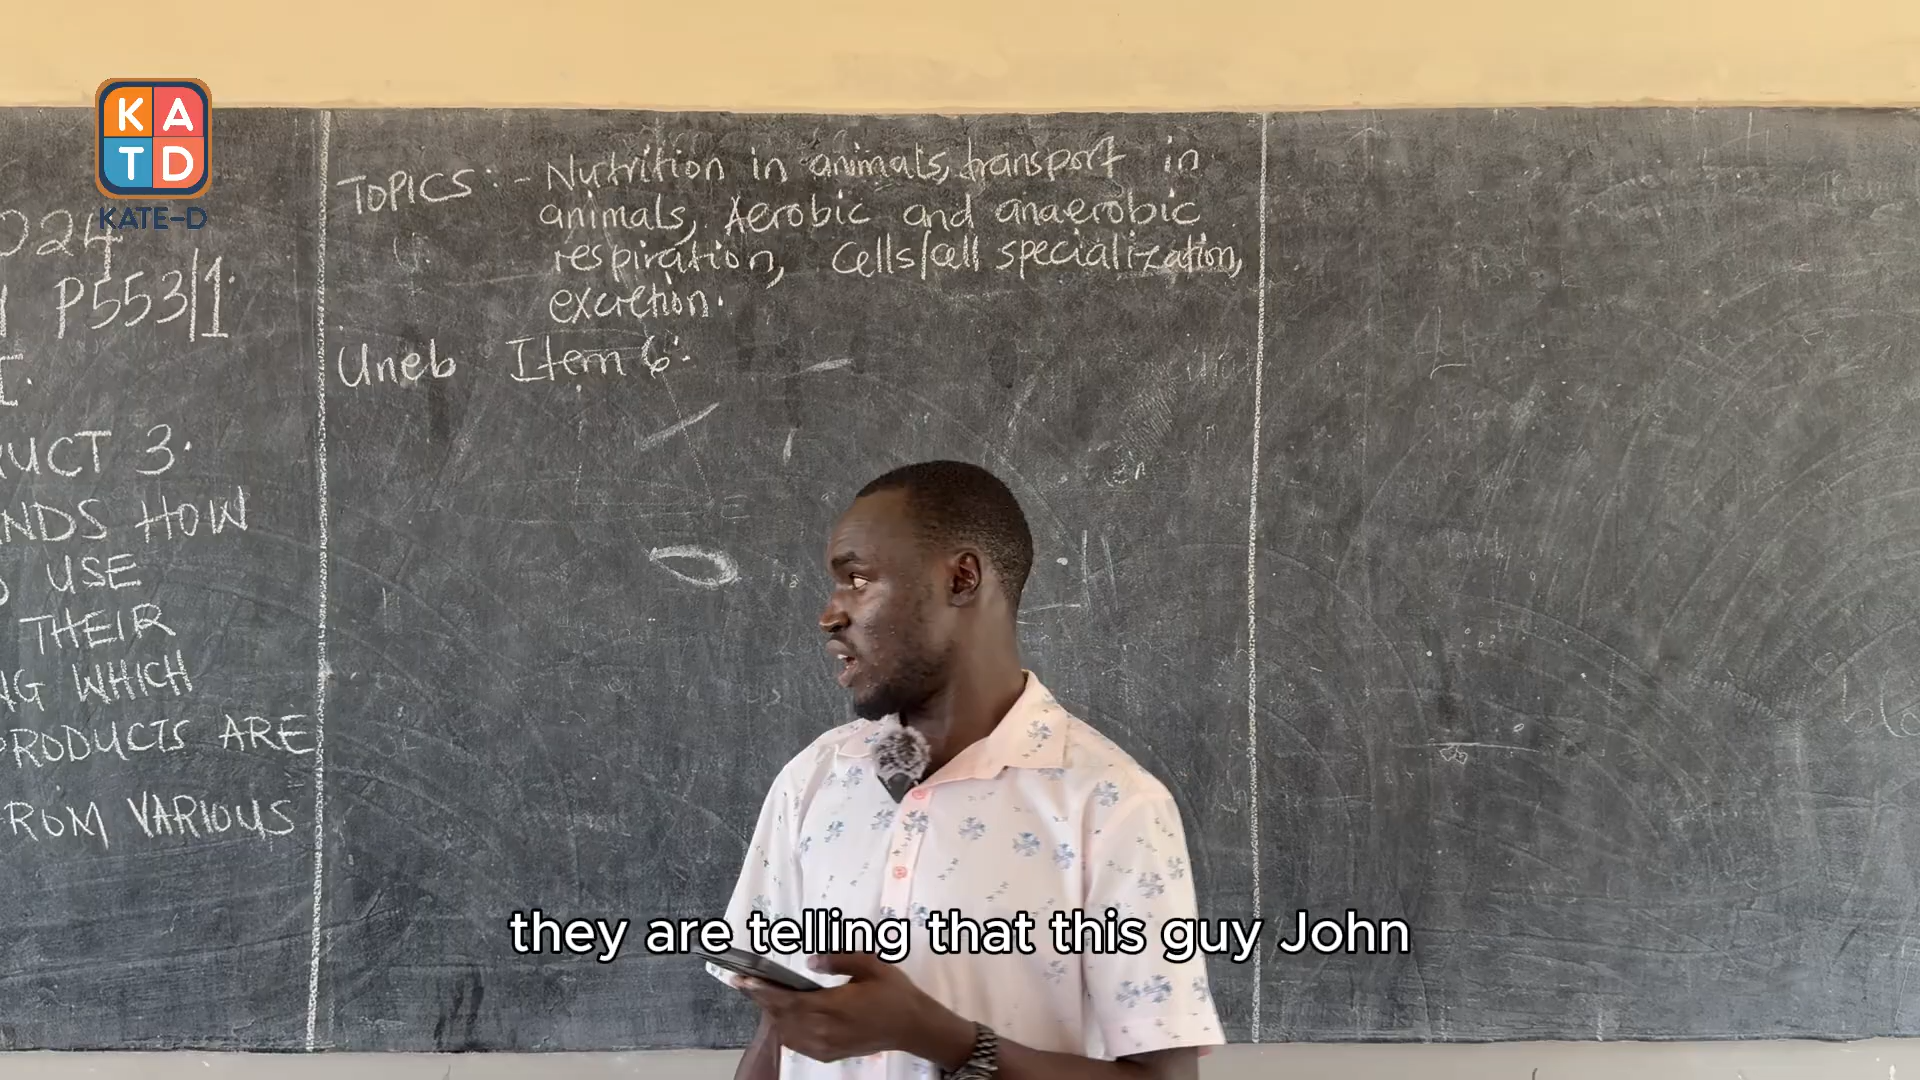 KATD
KATE-D
024
P553/1.
UCT 3.
NDS HOW
USE
THEIR
NG WHICH
PRODUCTS ARE
ROM VARIOUS
TOPICS:- Nutrition in animals, transport in
animals, Aerobic and anaerobic
respiration, Cells/cell specialization,
excretion.
Uneb Item 6:
they are telling that this guy John